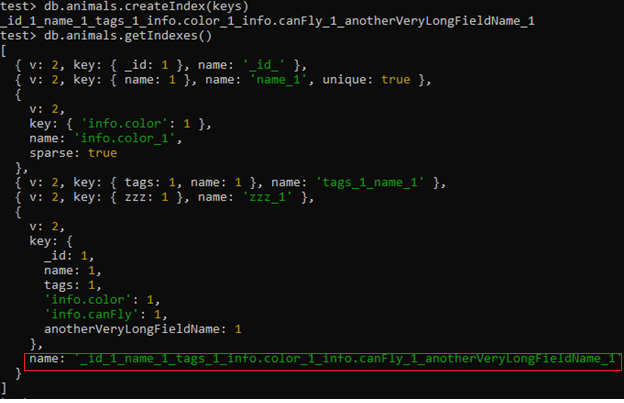 test> db.animals.createIndex(keys)
_id_1_name_1_tags_1_info.color_1_info.canFly_1_anotherVeryLongFieldName_1
test> db.animals.getIndexes()
[
  { v: 2, key: { _id: 1 }, name: '_id_' },
  { v: 2, key: { name: 1 }, name: 'name_1', unique: true },
  {
    v: 2,
    key: { 'info.color': 1 },
    name: 'info.color_1',
    sparse: true
  },
  { v: 2, key: { tags: 1, name: 1 }, name: 'tags_1_name_1' },
  { v: 2, key: { zzz: 1 }, name: 'zzz_1' },
  {
    v: 2,
    key: {
      _id: 1,
      name: 1,
      tags: 1,
      'info.color': 1,
      'info.canFly': 1,
      anotherVeryLongFieldName: 1
    },
    name: '_id_1_name_1_tags_1_info.color_1_info.canFly_1_anotherVeryLongFieldName_1'
  }
]